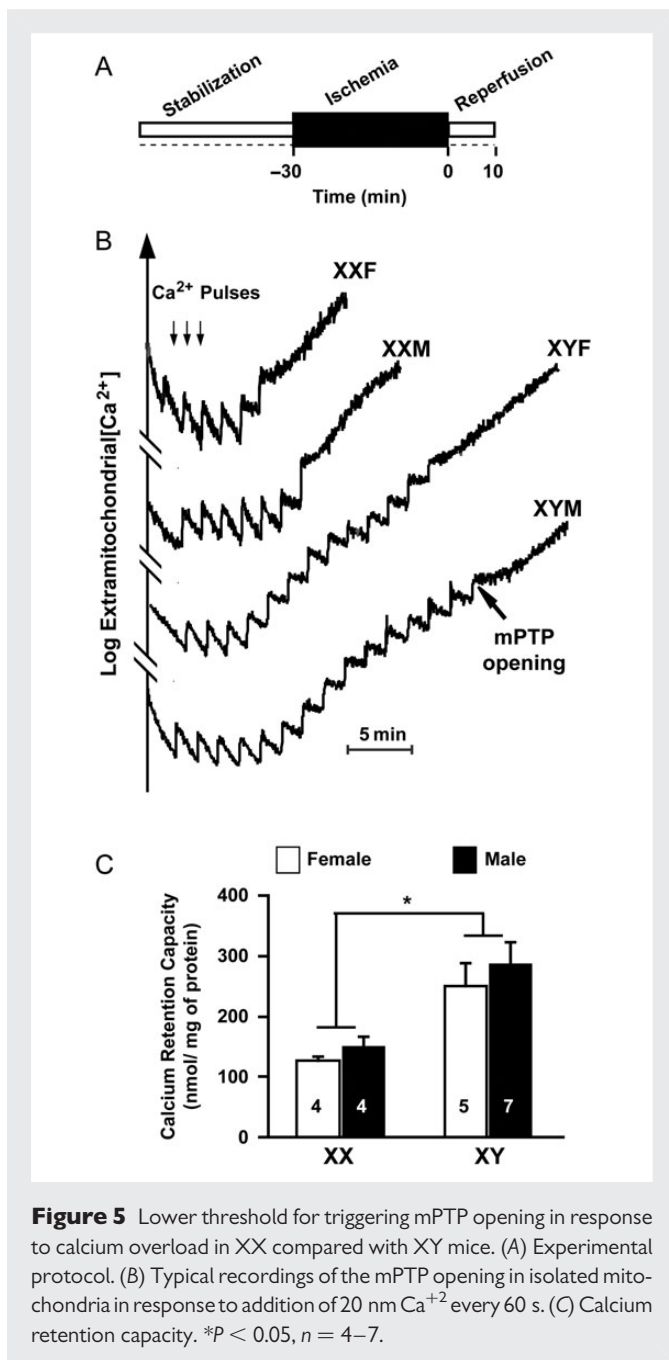 A
Stabilization
Ischemia
Reperfusion
–30
0
10
Time (min)
B
Ca2+ Pulses
XXF
XXM
XYF
XYM
Log Extramitochondrial[Ca2+]
mPTP
opening
5 min
C
Female
Male
Calcium Retention Capacity
(nmol/ mg of protein)
400
300
200
100
0
*
4
4
5
7
XX
XY
Figure 5 Lower threshold for triggering mPTP opening in response
to calcium overload in XX compared with XY mice. (A) Experimental
protocol. (B) Typical recordings of the mPTP opening in isolated mito-
chondria in response to addition of 20 nm Ca+2 every 60 s. (C) Calcium
retention capacity. *P < 0.05, n = 4–7.